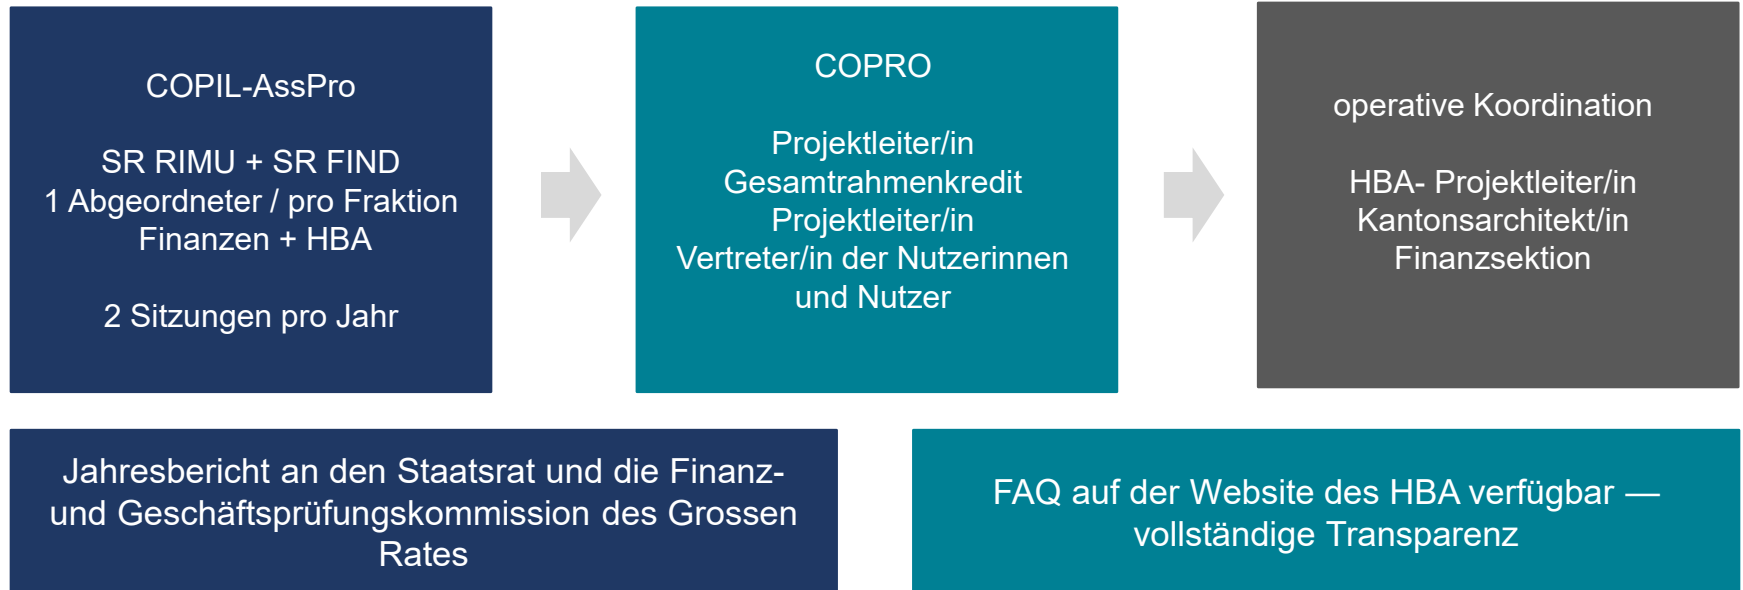 COPIL-AssPro
SR RIMU + SR FIND
1 Abgeordneter / pro Fraktion
Finanzen + HBA
2 Sitzungen pro Jahr
COPRO
Projektleiter/in
Gesamtrahmenkredit
Projektleiter/in
Vertreter/in der Nutzerinnen
und Nutzer
operative Koordination
HBA- Projektleiter/in
Kantonsarchitekt/in
Finanzsektion
Jahresbericht an den Staatsrat und die Finanz-
und Geschäftsprüfungskommission des Grossen
Rates
FAQ auf der Website des HBA verfügbar —
vollständige Transparenz